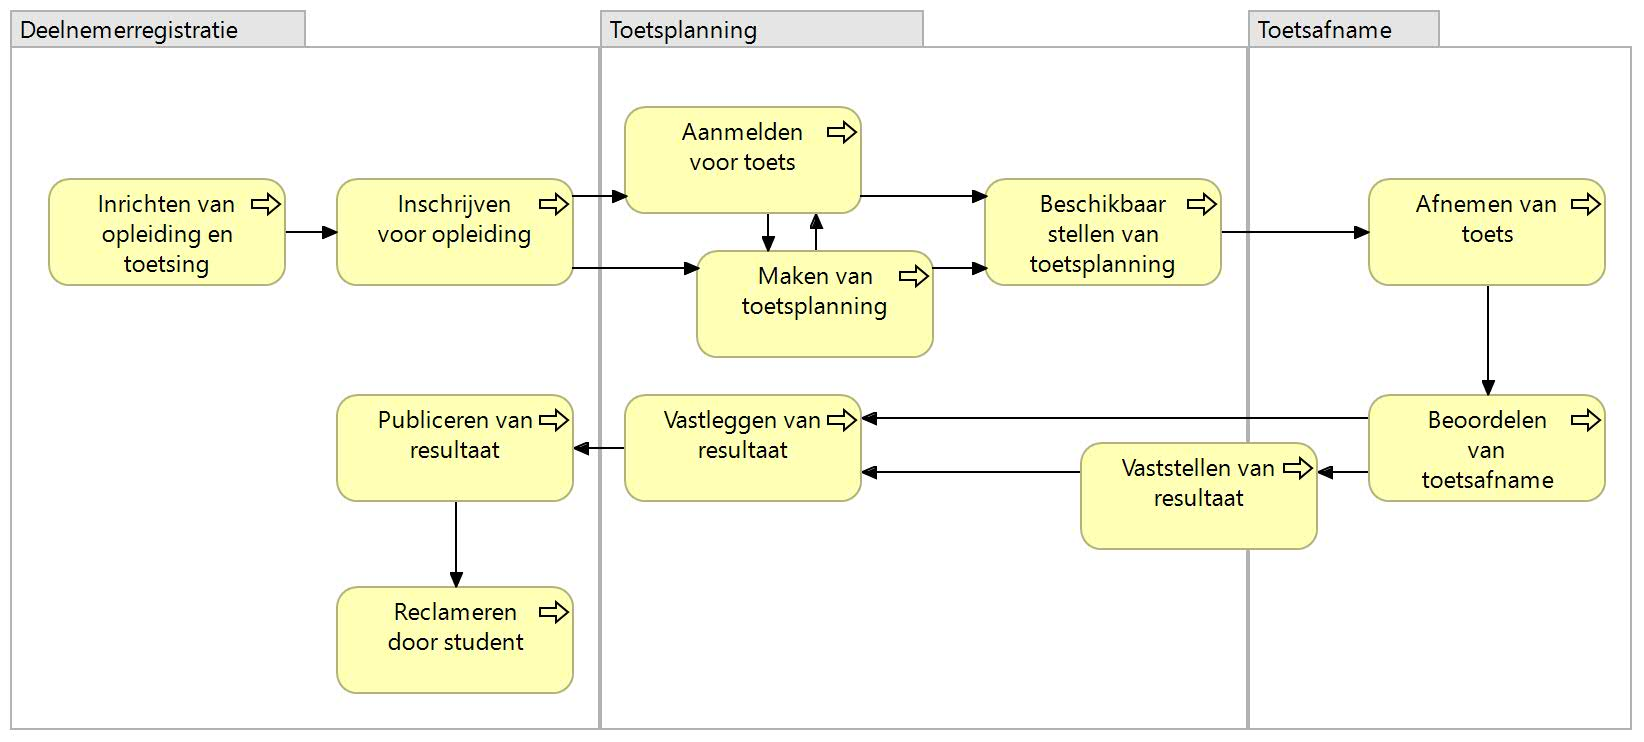 Deelnemerregistratie
Toetsplanning
Toetsafname
Aanmelden
voor toets
Inrichten van
opleiding en
toetsing
Inschrijven
voor opleiding
Beschikbaar
stellen van
toetsplanning
Afnemen van
toets
Maken van
toetsplanning
Publiceren van
resultaat
Vastleggen van
resultaat
Vaststellen van
resultaat
Beoordelen
van
toetsafname
Reclameren
door student